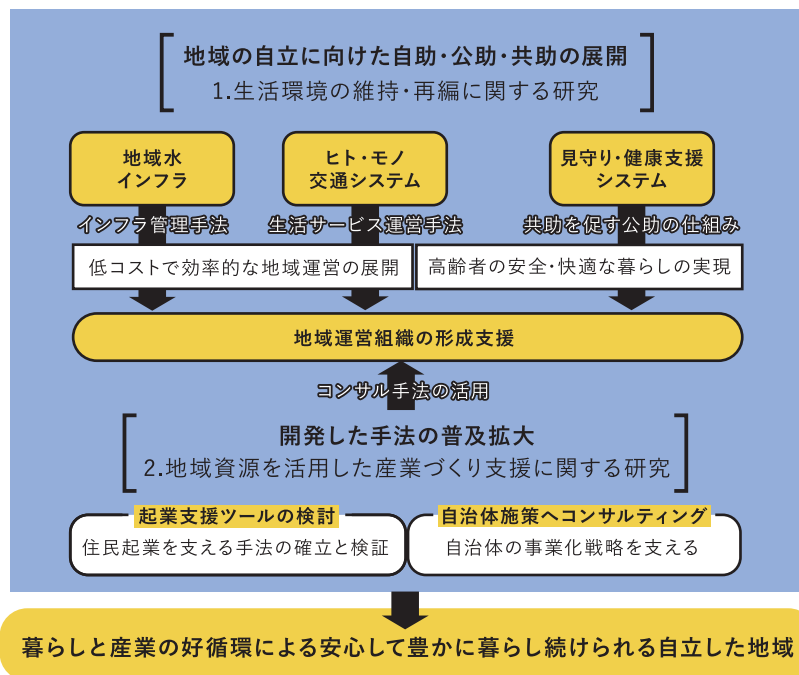 地域の自立に向けた自助・公助・共助の展開
1.生活環境の維持・再編に関する研究
地域水
インフラ
ヒト・モノ
交通システム
見守り・健康支援
システム
インフラ管理手法
生活サービス運営手法
共助を促す公助の仕組み
低コストで効率的な地域運営の展開
高齢者の安全・快適な暮らしの実現
地域運営組織の形成支援
コンサル手法の活用
開発した手法の普及拡大
2.地域資源を活用した産業づくり支援に関する研究
起業支援ツールの検討
住民起業を支える手法の確立と検証
自治体施策へコンサルティング
自治体の事業化戦略を支える
暮らしと産業の好循環による安心して豊かに暮らし続けられる自立した地域